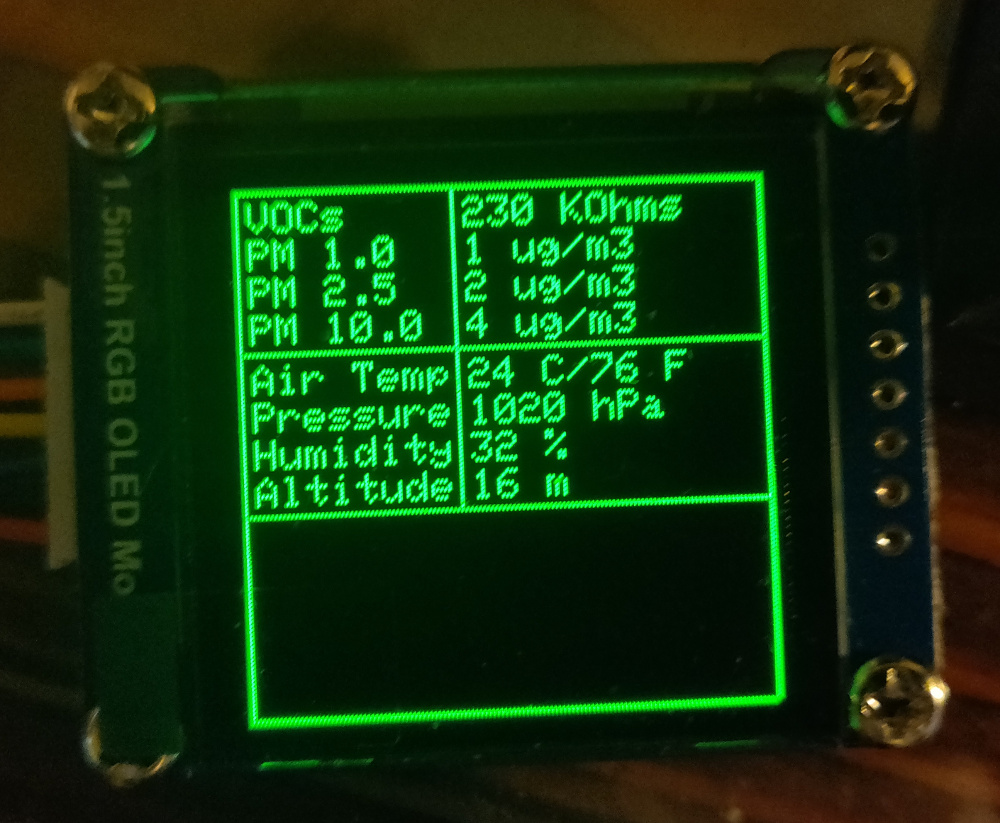 1.5inch RGB OLED Mo
VOCs 230 KOhms
PM 1.0 1 ug/m3
PM 2.5 2 ug/m3
PM 10.0 4 ug/m3
Air Temp 24 C/76 F
Pressure 1020 hPa
Humidity 32 %
Altitude 16 m